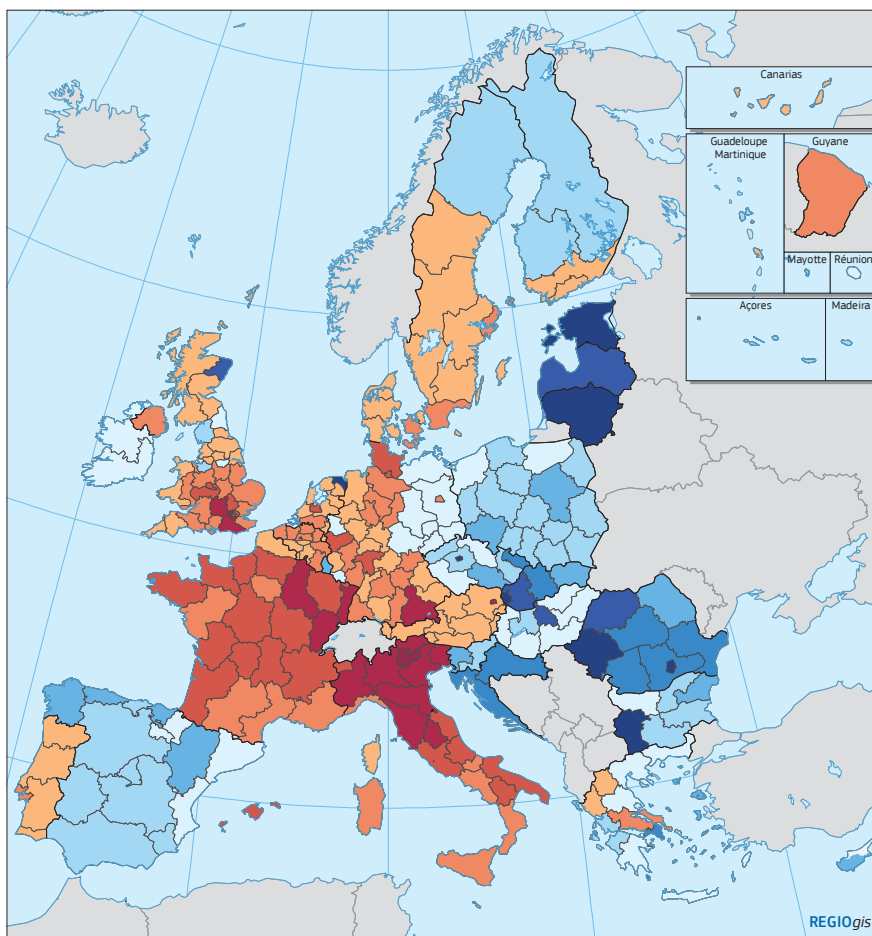 Canarias
Guadeloupe
Martinique
Guyane
Mayotte
Réunion
Açores
Madeira
REGIOgis